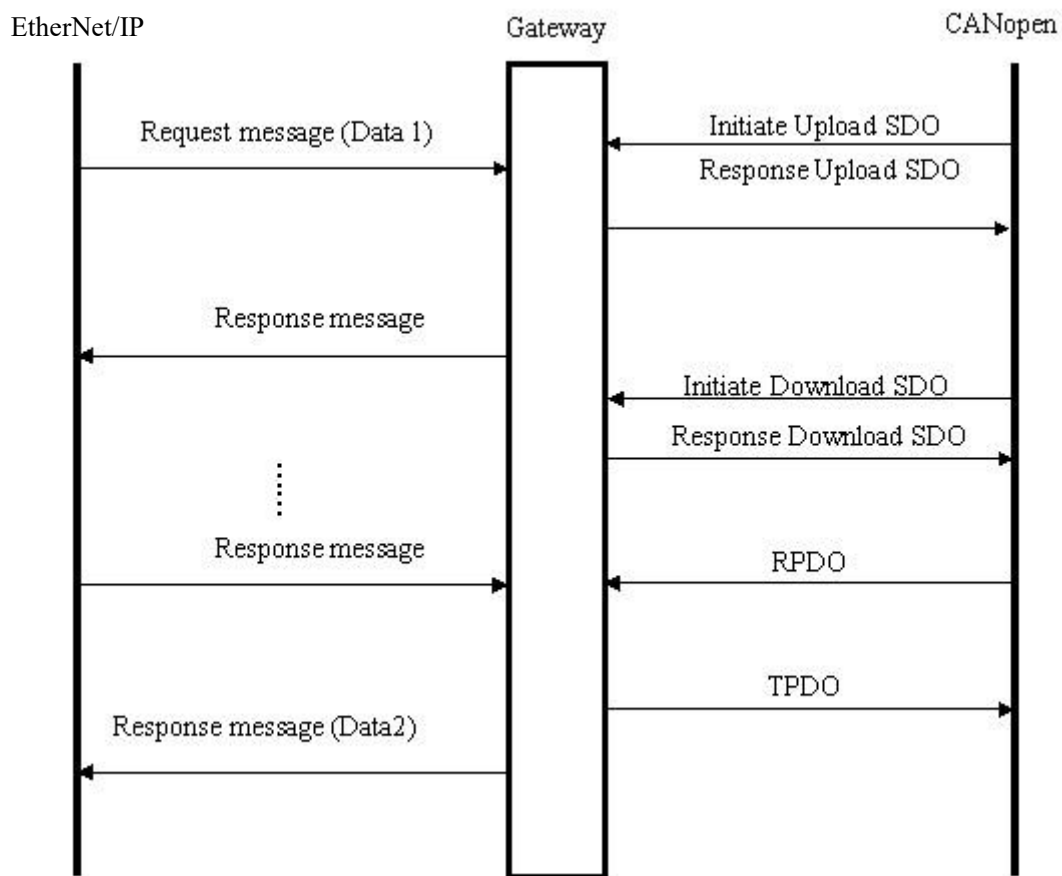 EtherNet/IP
Gateway
CANopen
Request message (Data 1)
Initiate Upload SDO
Response Upload SDO
Response message
Initiate Download SDO
Response Download SDO
Response message
RPDO
TPDO
Response message (Data2)